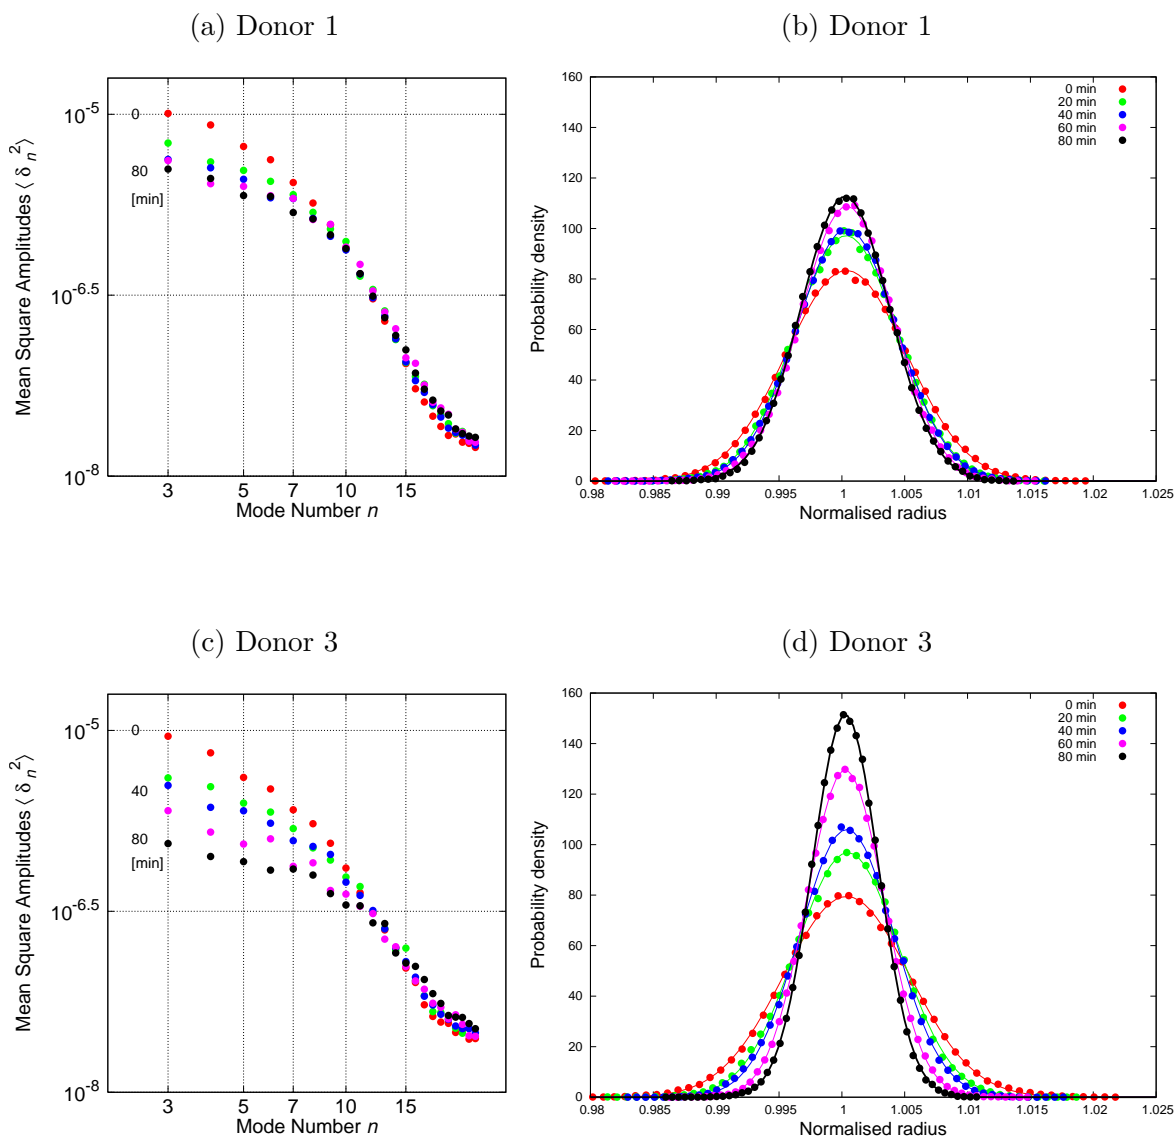 (a) Donor 1
Mean Square Amplitudes ⟨ δ_n^2 ⟩
10^-5
10^-6.5
10^-8
0
80
[min]
3 5 7 10 15
Mode Number n
(b) Donor 1
Probability density
160
140
120
100
80
60
40
20
0
0 min
20 min
40 min
60 min
80 min
0.98 0.985 0.99 0.995 1 1.005 1.01 1.015 1.02 1.025
Normalised radius
(c) Donor 3
Mean Square Amplitudes ⟨ δ_n^2 ⟩
10^-5
10^-6.5
10^-8
0
40
80
[min]
3 5 7 10 15
Mode Number n
(d) Donor 3
Probability density
160
140
120
100
80
60
40
20
0
0 min
20 min
40 min
60 min
80 min
0.98 0.985 0.99 0.995 1 1.005 1.01 1.015 1.02 1.025
Normalised radius